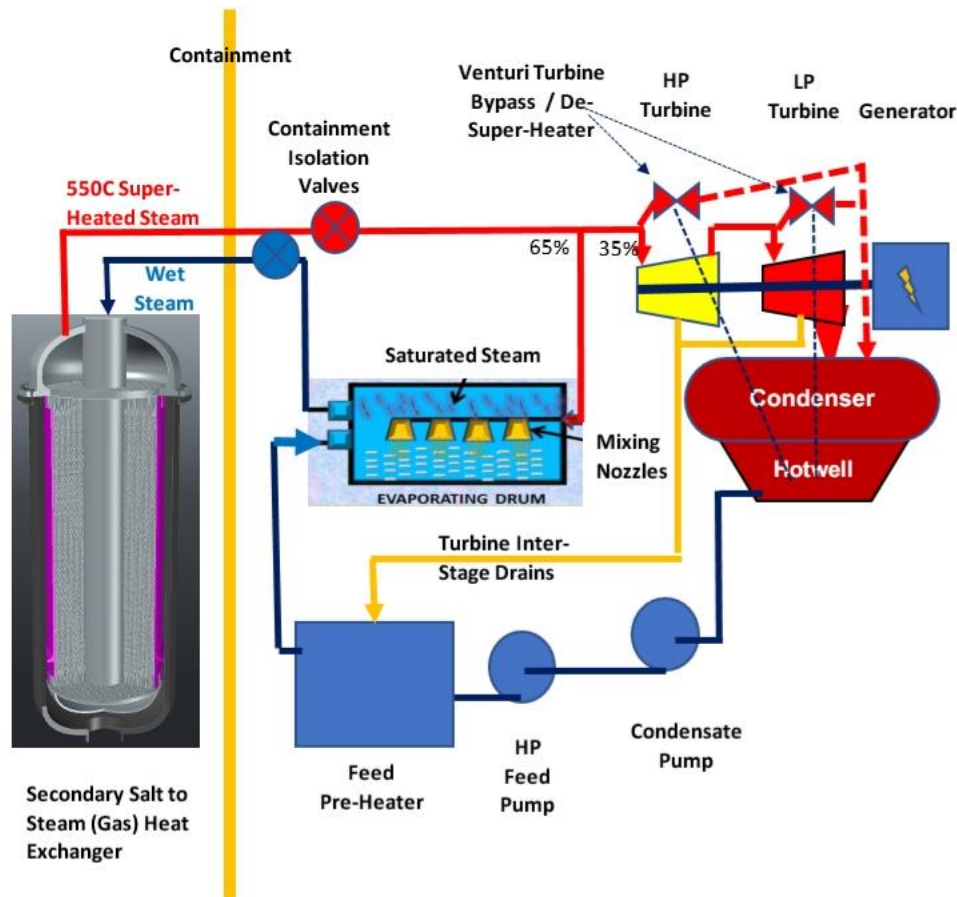 Containment
Venturi Turbine
Bypass / De-
Super-Heater
HP
Turbine
LP
Turbine
Generator
Containment
Isolation
Valves
550C Super-
Heated Steam
65%
35%
Wet
Steam
Saturated Steam
Mixing
Nozzles
EVAPORATING DRUM
Condenser
Hotwell
Turbine Inter-
Stage Drains
Feed
Pre-Heater
HP
Feed
Pump
Condensate
Pump
Secondary Salt to
Steam (Gas) Heat
Exchanger